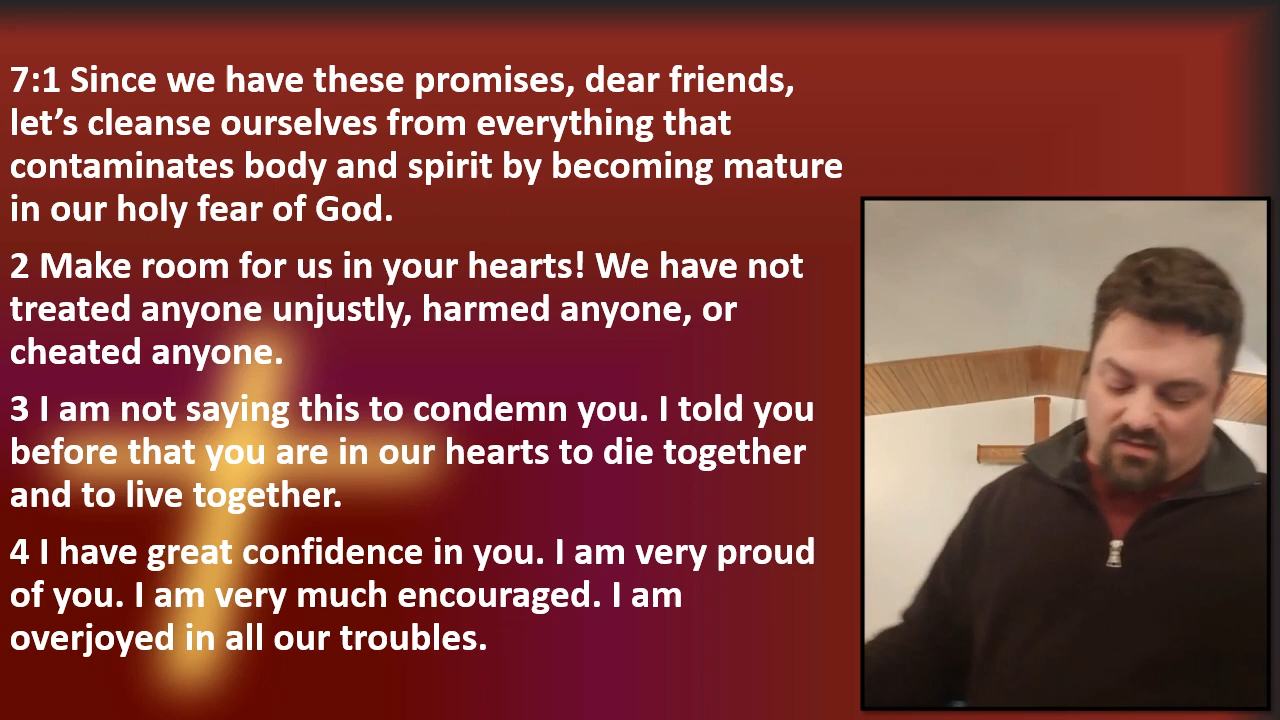 7:1 Since we have these promises, dear friends,
let’s cleanse ourselves from everything that
contaminates body and spirit by becoming mature
in our holy fear of God.
2 Make room for us in your hearts! We have not
treated anyone unjustly, harmed anyone, or
cheated anyone.
3 I am not saying this to condemn you. I told you
before that you are in our hearts to die together
and to live together.
4 I have great confidence in you. I am very proud
of you. I am very much encouraged. I am
overjoyed in all our troubles.